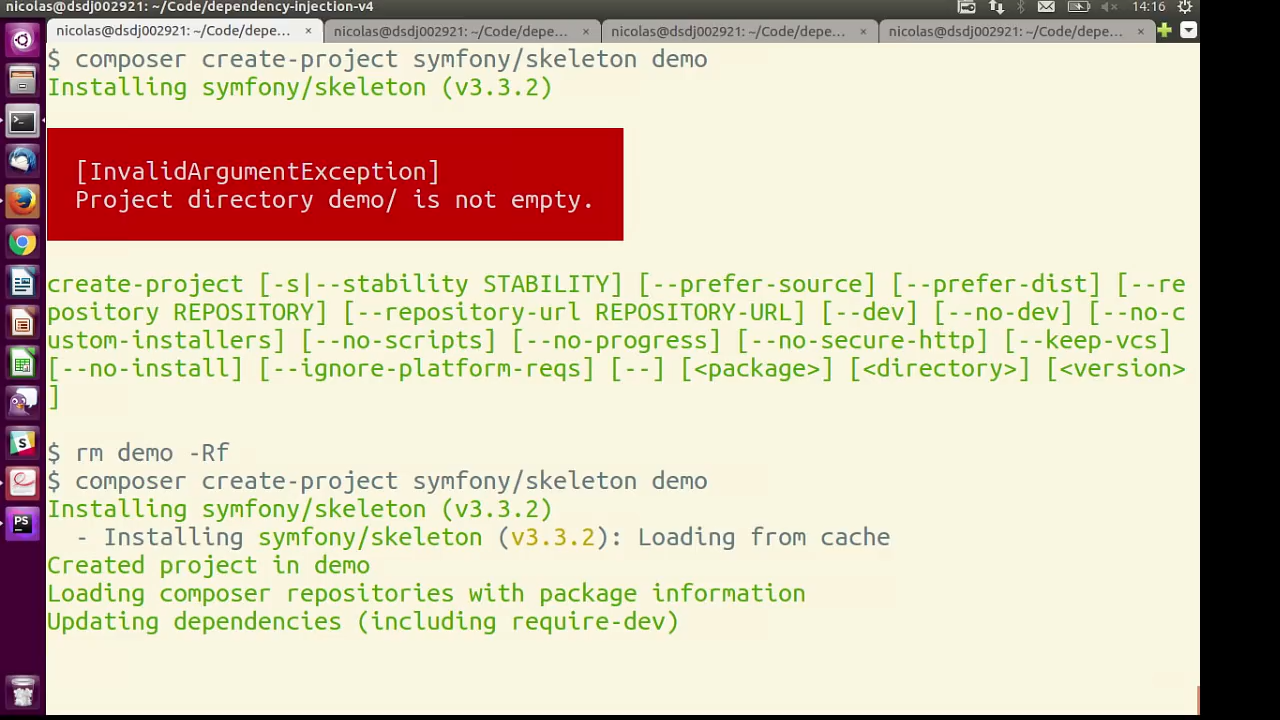 nicolas@dsdj002921: ~/Code/dependency-injection-v4
14:16
nicolas@dsdj002921: ~/Code/depe... ×
nicolas@dsdj002921: ~/Code/depe... ×
nicolas@dsdj002921: ~/Code/depe... ×
nicolas@dsdj002921: ~/Code/depe... ×
$ composer create-project symfony/skeleton demo
Installing symfony/skeleton (v3.3.2)
[InvalidArgumentException]
Project directory demo/ is not empty.
create-project [-s|--stability STABILITY] [--prefer-source] [--prefer-dist] [--re
pository REPOSITORY] [--repository-url REPOSITORY-URL] [--dev] [--no-dev] [--no-c
ustom-installers] [--no-scripts] [--no-progress] [--no-secure-http] [--keep-vcs]
[--no-install] [--ignore-platform-reqs] [--] [<package>] [<directory>] [<version>
]
$ rm demo -Rf
$ composer create-project symfony/skeleton demo
Installing symfony/skeleton (v3.3.2)
- Installing symfony/skeleton (v3.3.2): Loading from cache
Created project in demo
Loading composer repositories with package information
Updating dependencies (including require-dev)
PS